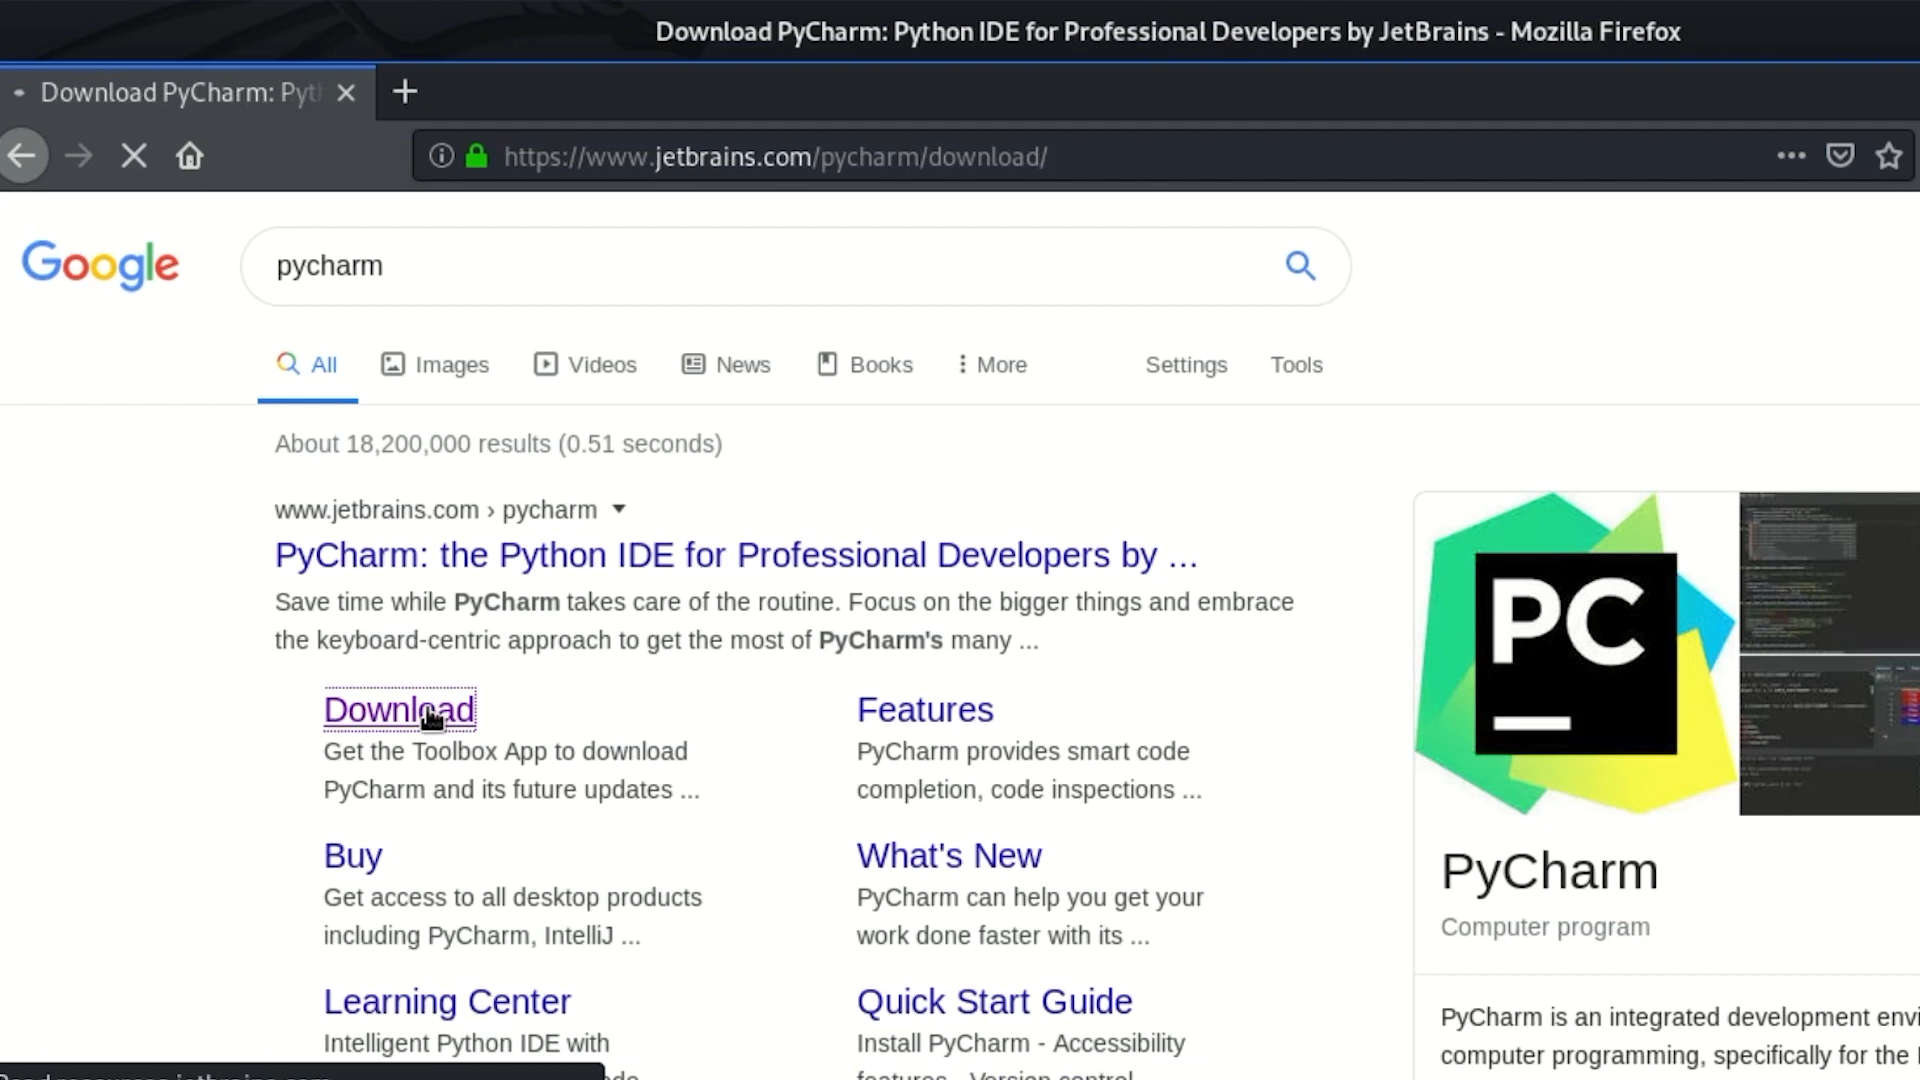 Download PyCharm: Python IDE for Professional Developers by JetBrains - Mozilla Firefox
Download PyCharm: Pyt
https://www.jetbrains.com/pycharm/download/
Google
pycharm
All Images Videos News Books More Settings Tools
About 18,200,000 results (0.51 seconds)
www.jetbrains.com › pycharm
PyCharm: the Python IDE for Professional Developers by ...
Save time while PyCharm takes care of the routine. Focus on the bigger things and embrace
the keyboard-centric approach to get the most of PyCharm's many ...
Download
Get the Toolbox App to download
PyCharm and its future updates ...
Features
PyCharm provides smart code
completion, code inspections ...
Buy
Get access to all desktop products
including PyCharm, IntelliJ ...
What's New
PyCharm can help you get your
work done faster with its ...
Learning Center
Intelligent Python IDE with
Quick Start Guide
Install PyCharm - Accessibility
features - Version control
PC
PyCharm
Computer program
PyCharm is an integrated development envi
computer programming, specifically for the